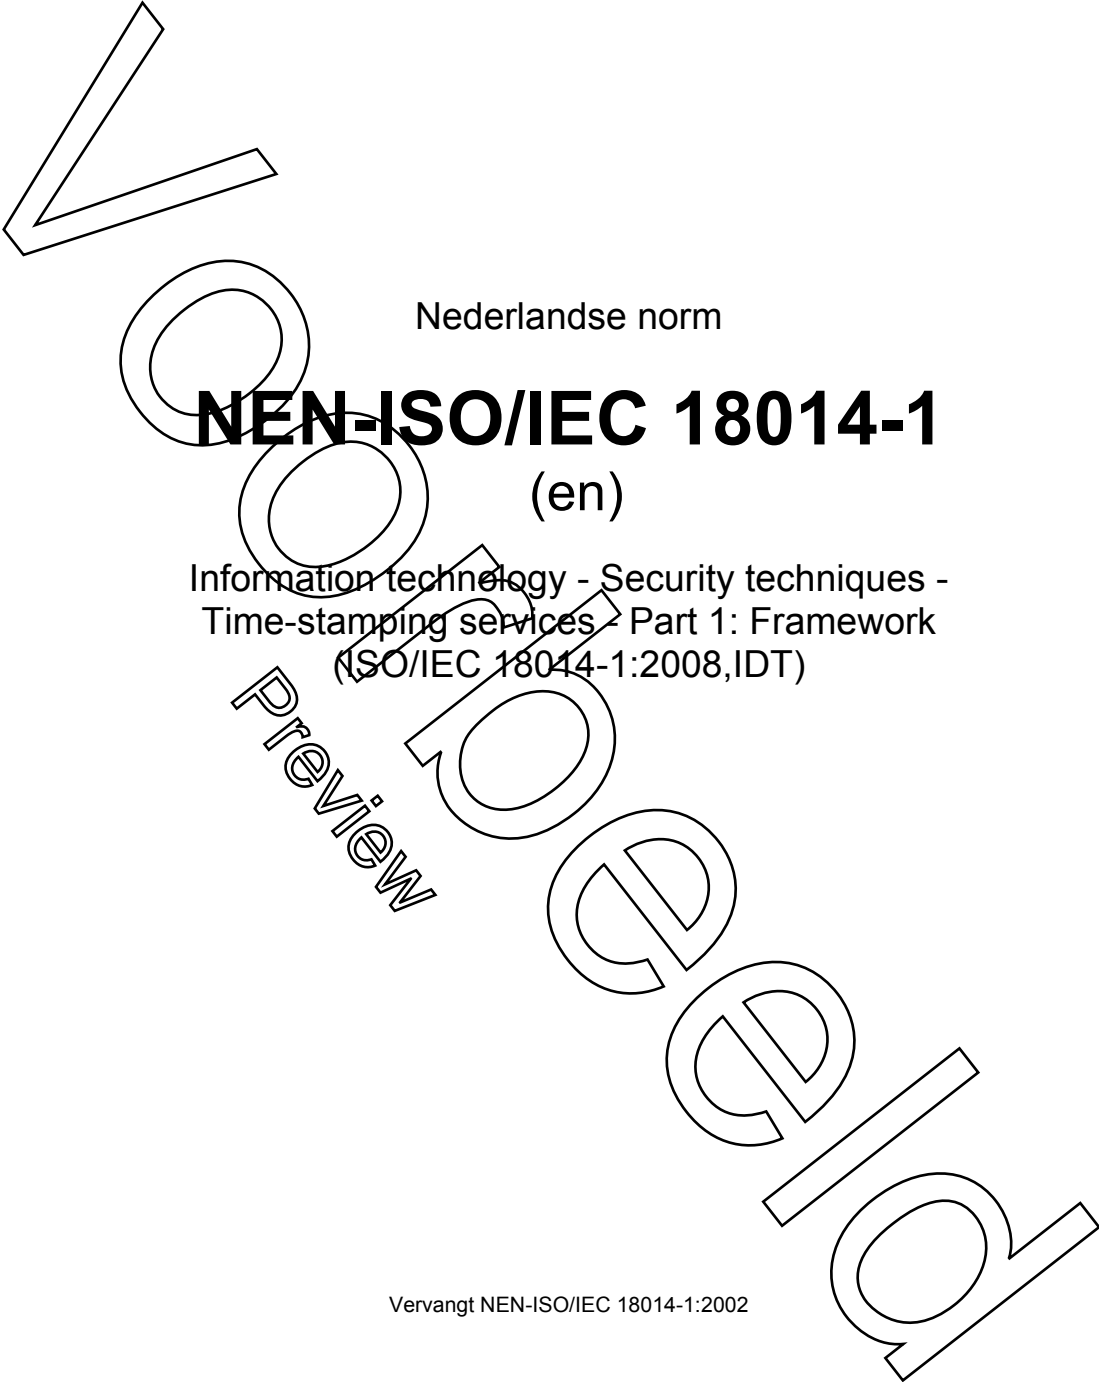 Nederlandse norm
NEN-ISO/IEC 18014-1
(en)
Information technology - Security techniques -
Time-stamping services - Part 1: Framework
(ISO/IEC 18014-1:2008,IDT)
Voorbeeld
Preview
Vervangt NEN-ISO/IEC 18014-1:2002